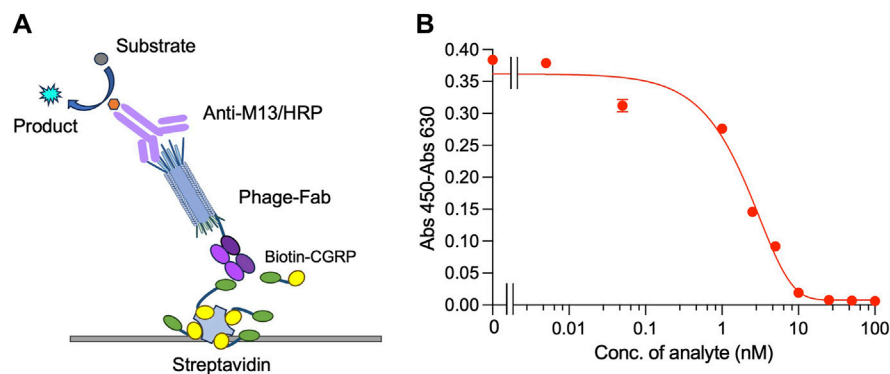 A
Substrate
Product
Anti-M13/HRP
Phage-Fab
Biotin-CGRP
Streptavidin
B
Abs 450-Abs 630
0.40
0.35
0.30
0.25
0.20
0.15
0.10
0.05
0.00
0 0.01 0.1 1 10 100
Conc. of analyte (nM)